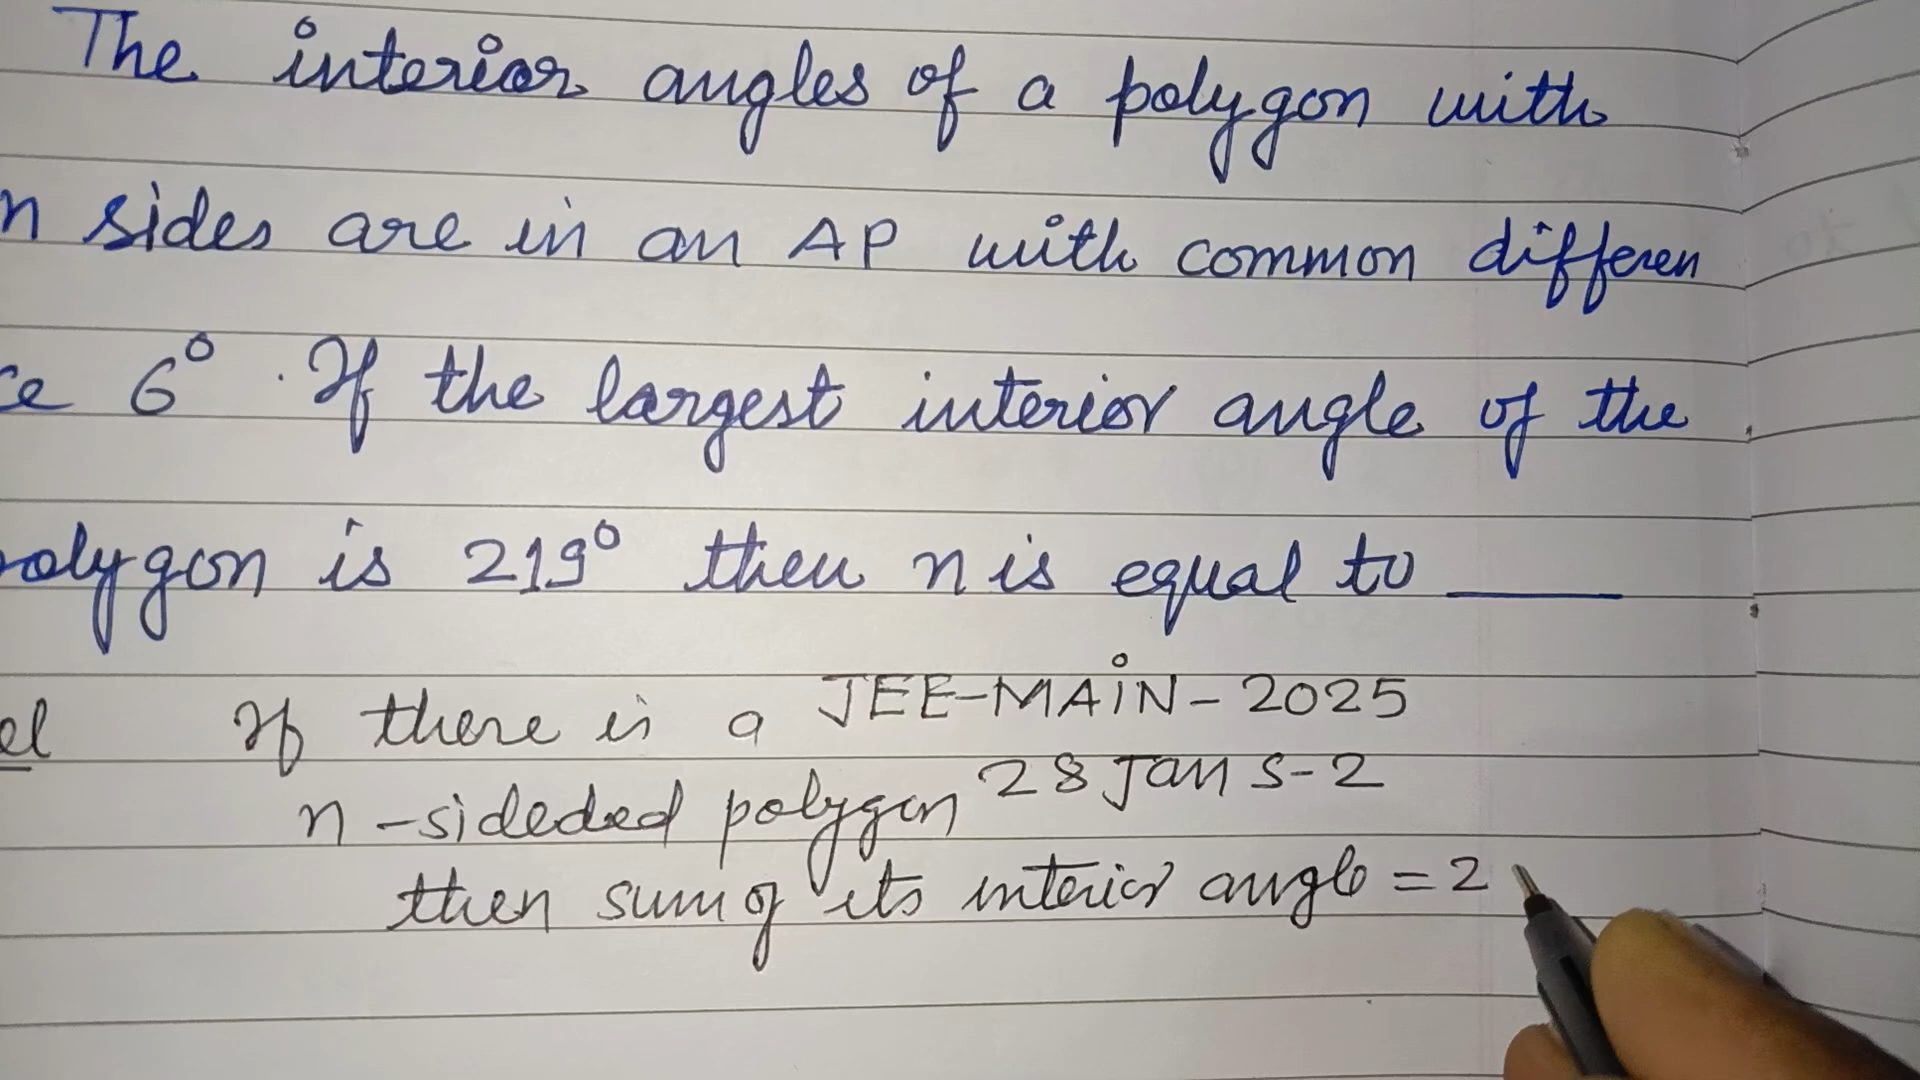 The interior angles of a polygon with
n sides are in an AP with common differen
ce 6° . If the largest interior angle of the
polygon is 219° then n is equal to ____
JEE-MAIN-2025
28 Jan S-2
el If there is a
n-sideded polygon
then sum of its interior angle = 2